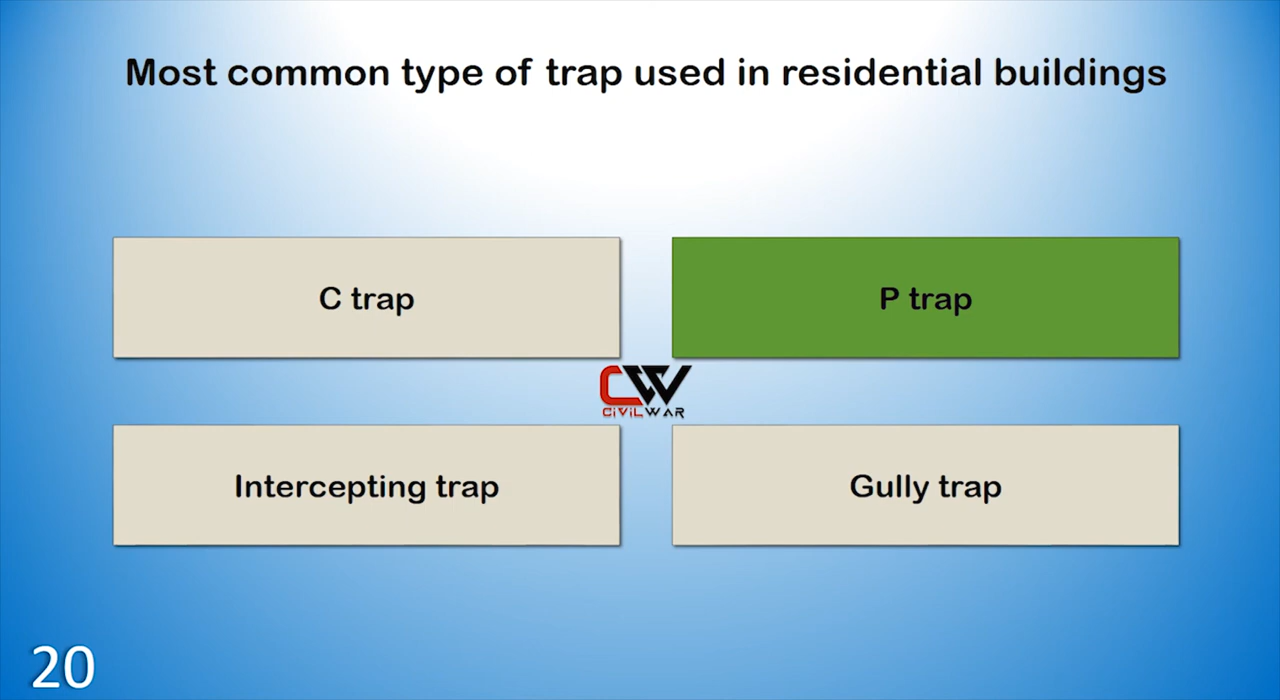 Most common type of trap used in residential buildings
C trap
P trap
CW
CiViLWAR
Intercepting trap
Gully trap
20